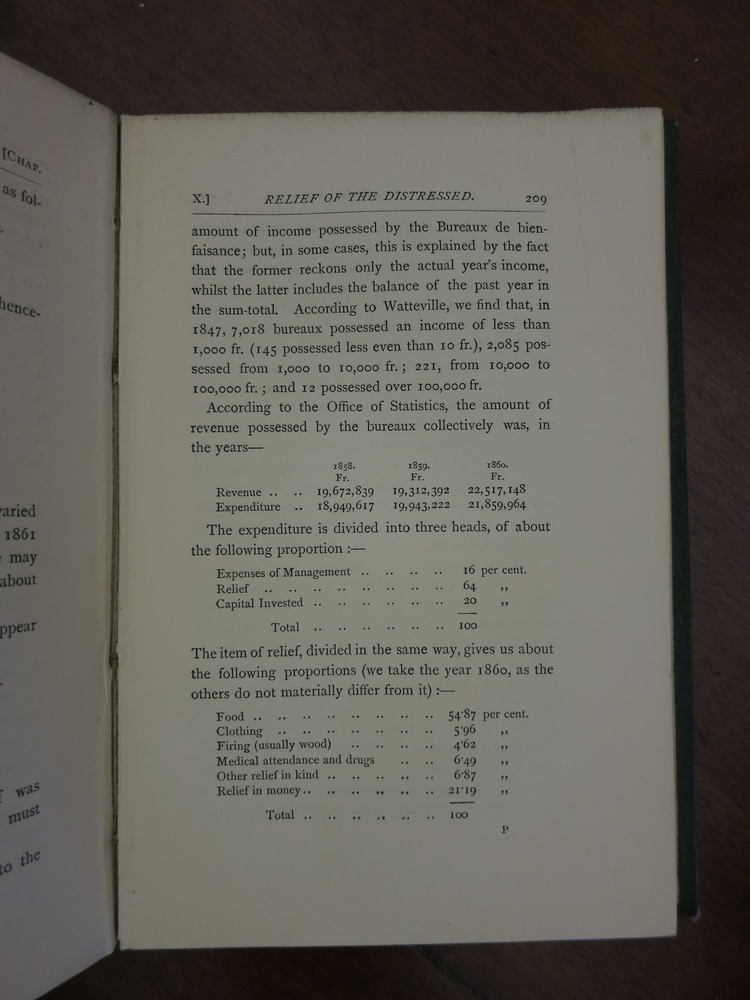 [CHAP.
as fol-
hence-
varied
1861
may
about
ppear
was
must
to the
X.] RELIEF OF THE DISTRESSED. 209
amount of income possessed by the Bureaux de bien-
faisance; but, in some cases, this is explained by the fact
that the former reckons only the actual year's income,
whilst the latter includes the balance of the past year in
the sum-total. According to Watteville, we find that, in
1847, 7,018 bureaux possessed an income of less than
1,000 fr. (145 possessed less even than 10 fr.), 2,085 pos-
sessed from 1,000 to 10,000 fr.; 221, from 10,000 to
100,000 fr.; and 12 possessed over 100,000 fr.
According to the Office of Statistics, the amount of
revenue possessed by the bureaux collectively was, in
the years—
1858. 1859. 1860.
Fr. Fr. Fr.
Revenue .. .. 19,672,839 19,312,392 22,517,148
Expenditure .. 18,949,617 19,943,222 21,859,964
The expenditure is divided into three heads, of about
the following proportion :—
Expenses of Management .. .. .. .. 16 per cent.
Relief .. .. .. .. .. .. .. .. 64 ,,
Capital Invested .. .. .. .. .. .. 20 ,,
Total .. .. .. .. .. .. 100
The item of relief, divided in the same way, gives us about
the following proportions (we take the year 1860, as the
others do not materially differ from it) :—
Food .. .. .. .. .. .. .. .. 54·87 per cent.
Clothing .. .. .. .. .. .. .. 5·96 ,,
Firing (usually wood) .. .. .. .. 4·62 ,,
Medical attendance and drugs .. .. 6·49 ,,
Other relief in kind .. .. .. .. .. 6·87 ,,
Relief in money .. .. .. .. .. .. 21·19 ,,
Total .. .. .. .. .. .. 100
P